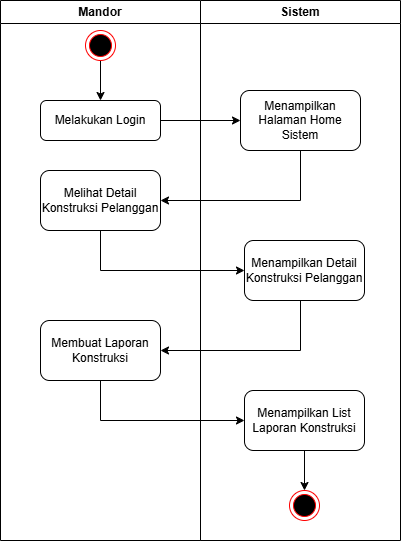 Mandor
Sistem
Melakukan Login
Menampilkan
Halaman Home
Sistem
Melihat Detail
Konstruksi Pelanggan
Menampilkan Detail
Konstruksi Pelanggan
Membuat Laporan
Konstruksi
Menampilkan List
Laporan Konstruksi